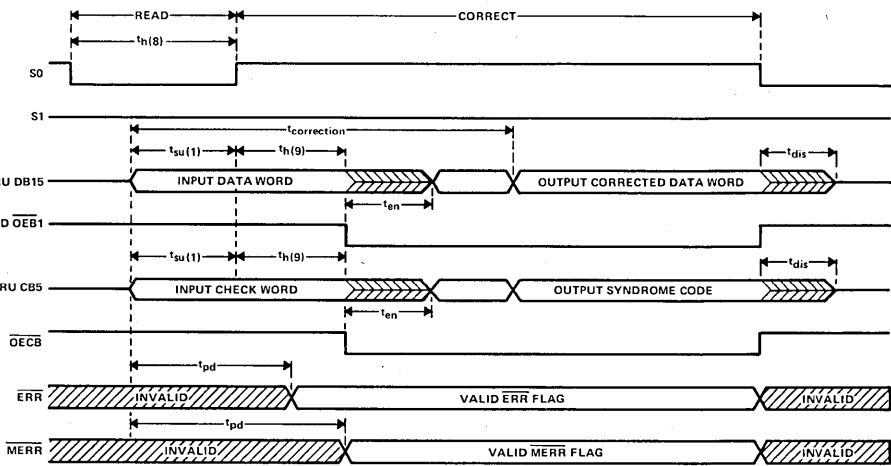 READ
CORRECT
th(8)
S0
S1
tcorrection
tsu(1)
th(9)
tdis
RU DB15
INPUT DATA WORD
OUTPUT CORRECTED DATA WORD
ten
D OEB1
tsu(1)
th(9)
tdis
RU CB5
INPUT CHECK WORD
OUTPUT SYNDROME CODE
ten
OECB
tpd
ERR
INVALID
VALID ERR FLAG
INVALID
tpd
MERR
INVALID
VALID MERR FLAG
INVALID